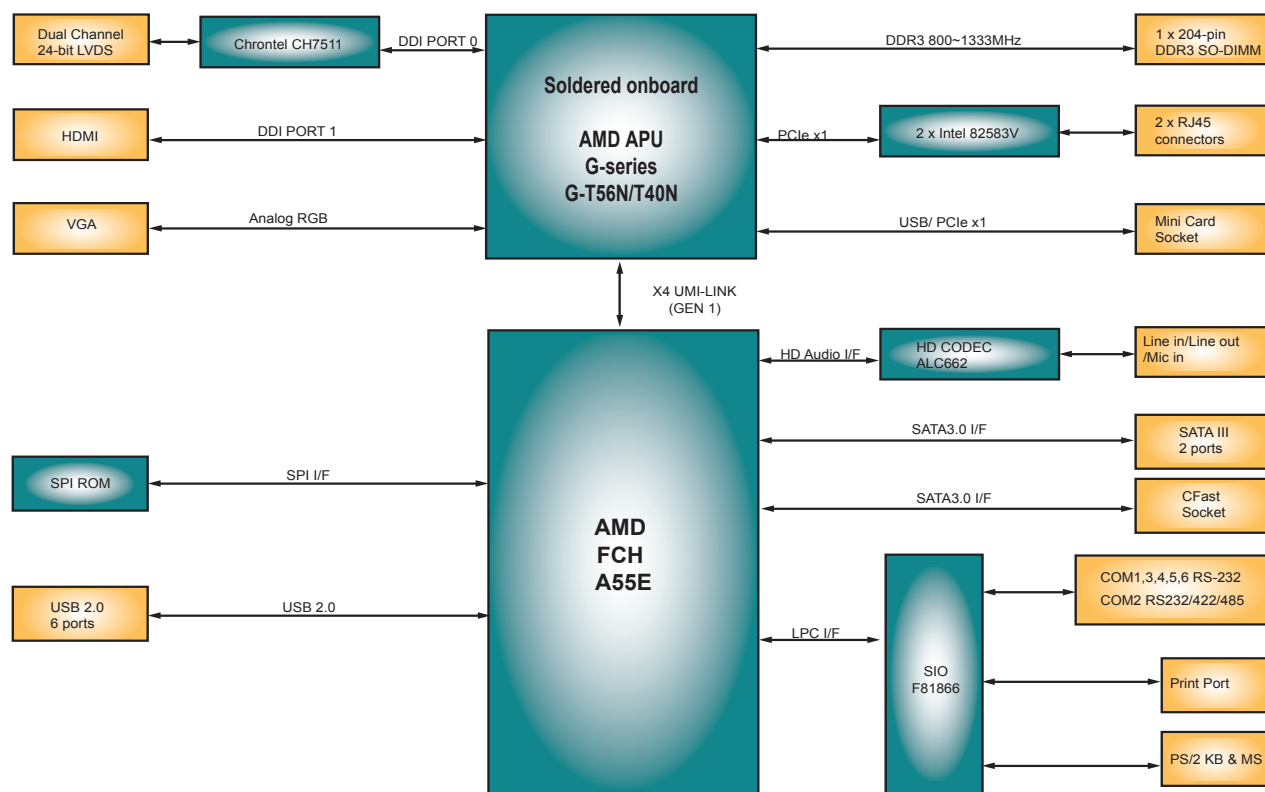 Dual Channel
24-bit LVDS
Chrontel CH7511
DDI PORT 0
HDMI
DDI PORT 1
VGA
Analog RGB
Soldered onboard
AMD APU
G-series
G-T56N/T40N
DDR3 800~1333MHz
1 x 204-pin
DDR3 SO-DIMM
PCIe x1
2 x Intel 82583V
2 x RJ45
connectors
USB/ PCIe x1
Mini Card
Socket
X4 UMI-LINK
(GEN 1)
SPI ROM
SPI I/F
USB 2.0
6 ports
USB 2.0
AMD
FCH
A55E
HD Audio I/F
HD CODEC
ALC662
Line in/Line out
/Mic in
SATA3.0 I/F
SATA III
2 ports
SATA3.0 I/F
CFast
Socket
LPC I/F
SIO
F81866
COM1,3,4,5,6 RS-232
COM2 RS232/422/485
Print Port
PS/2 KB & MS